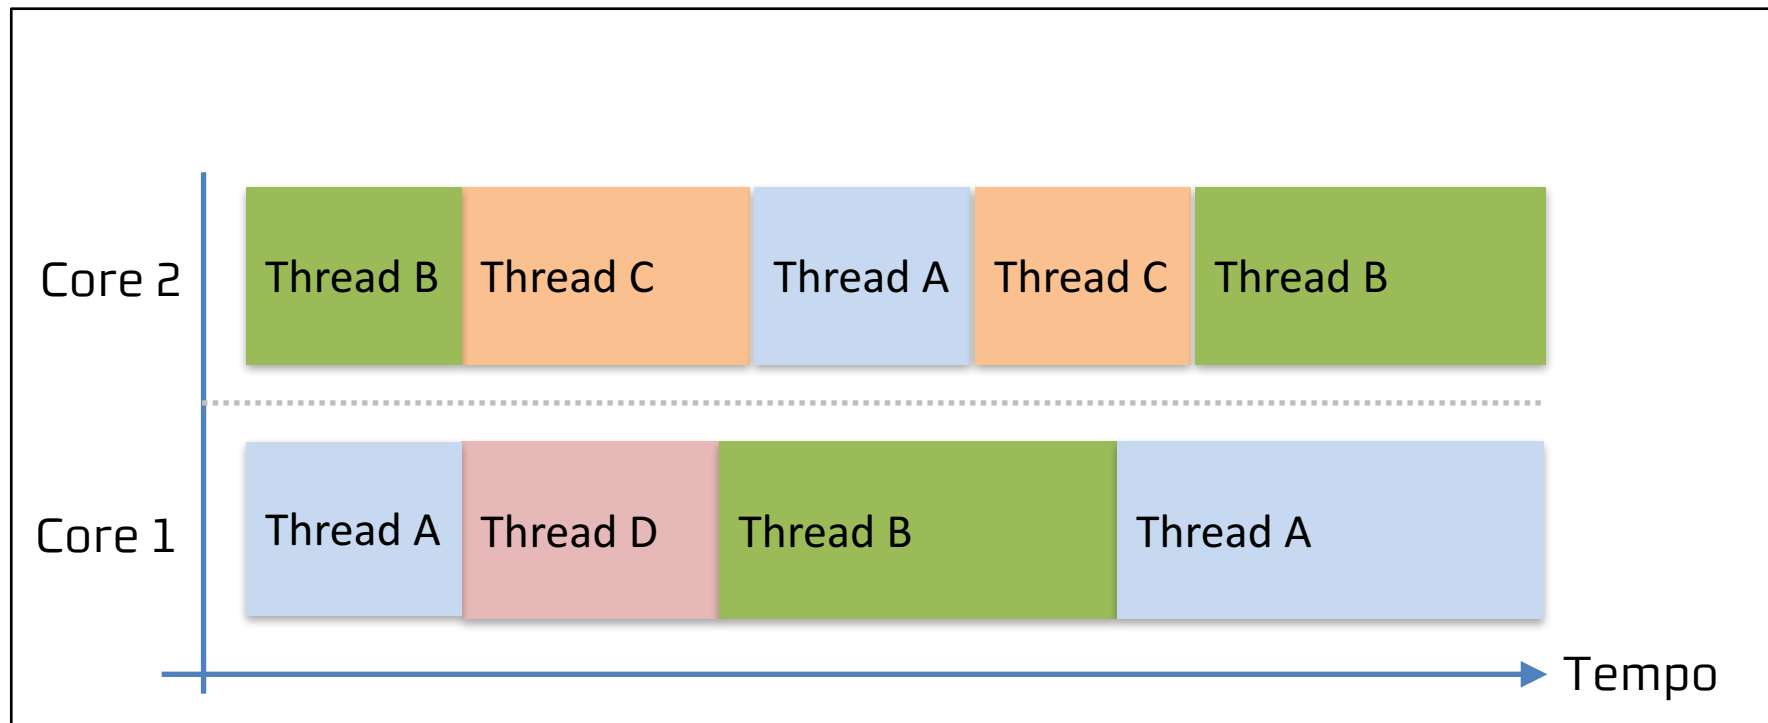 Core 2
Thread B
Thread C
Thread A
Thread C
Thread B
Core 1
Thread A
Thread D
Thread B
Thread A
Tempo